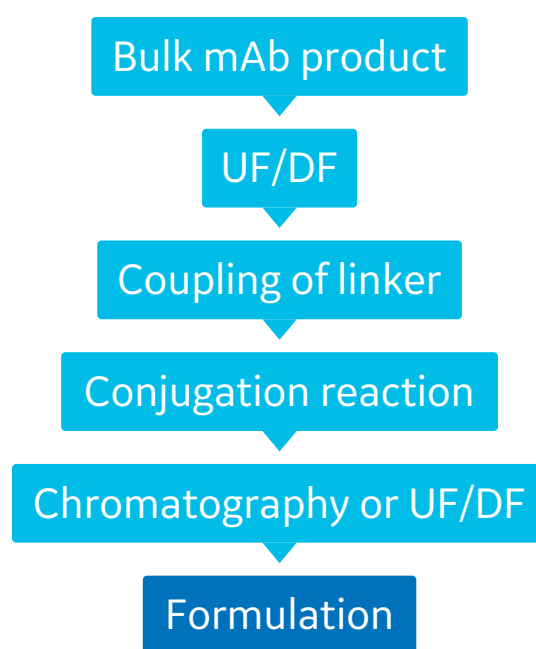 Bulk mAb product
UF/DF
Coupling of linker
Conjugation reaction
Chromatography or UF/DF
Formulation